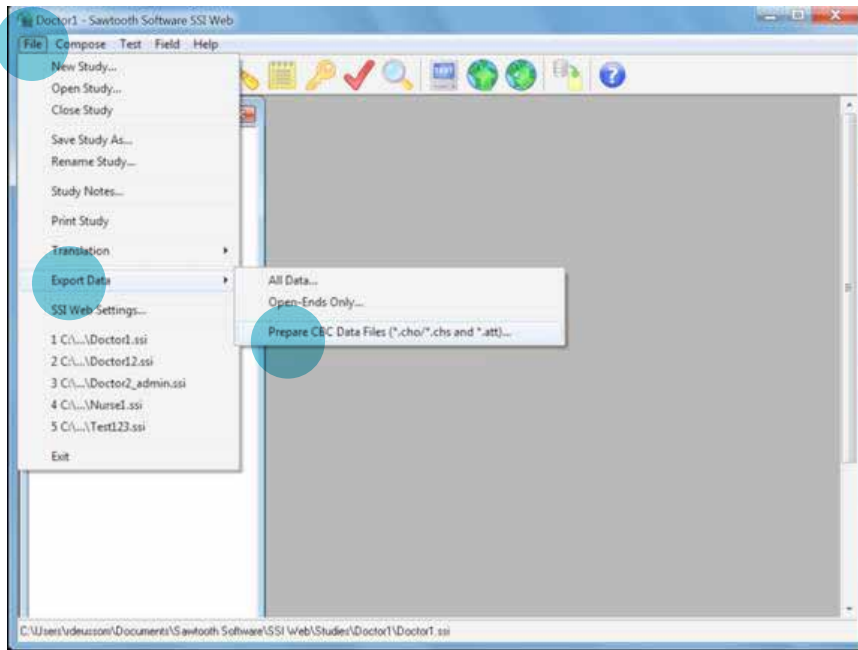 Doctor1 - Sawtooth Software SSI Web
File Compose Test Field Help
New Study...
Open Study...
Close Study
Save Study As...
Rename Study...
Study Notes...
Print Study
Translation
Export Data
All Data...
Open-Ends Only...
SSI Web Settings...
Prepare CBC Data Files (*.cho/*.chs and *.att)...
1 C:\...\Doctor1.ssi
2 C:\...\Doctor12.ssi
3 C:\...\Doctor2_admin.ssi
4 C:\...\Nurse1.ssi
5 C:\...\Test123.ssi
Exit
C:\Users\rdeussom\Documents\Sawtooth Software\SSI Web\Studies\Doctor1\Doctor1.ssi